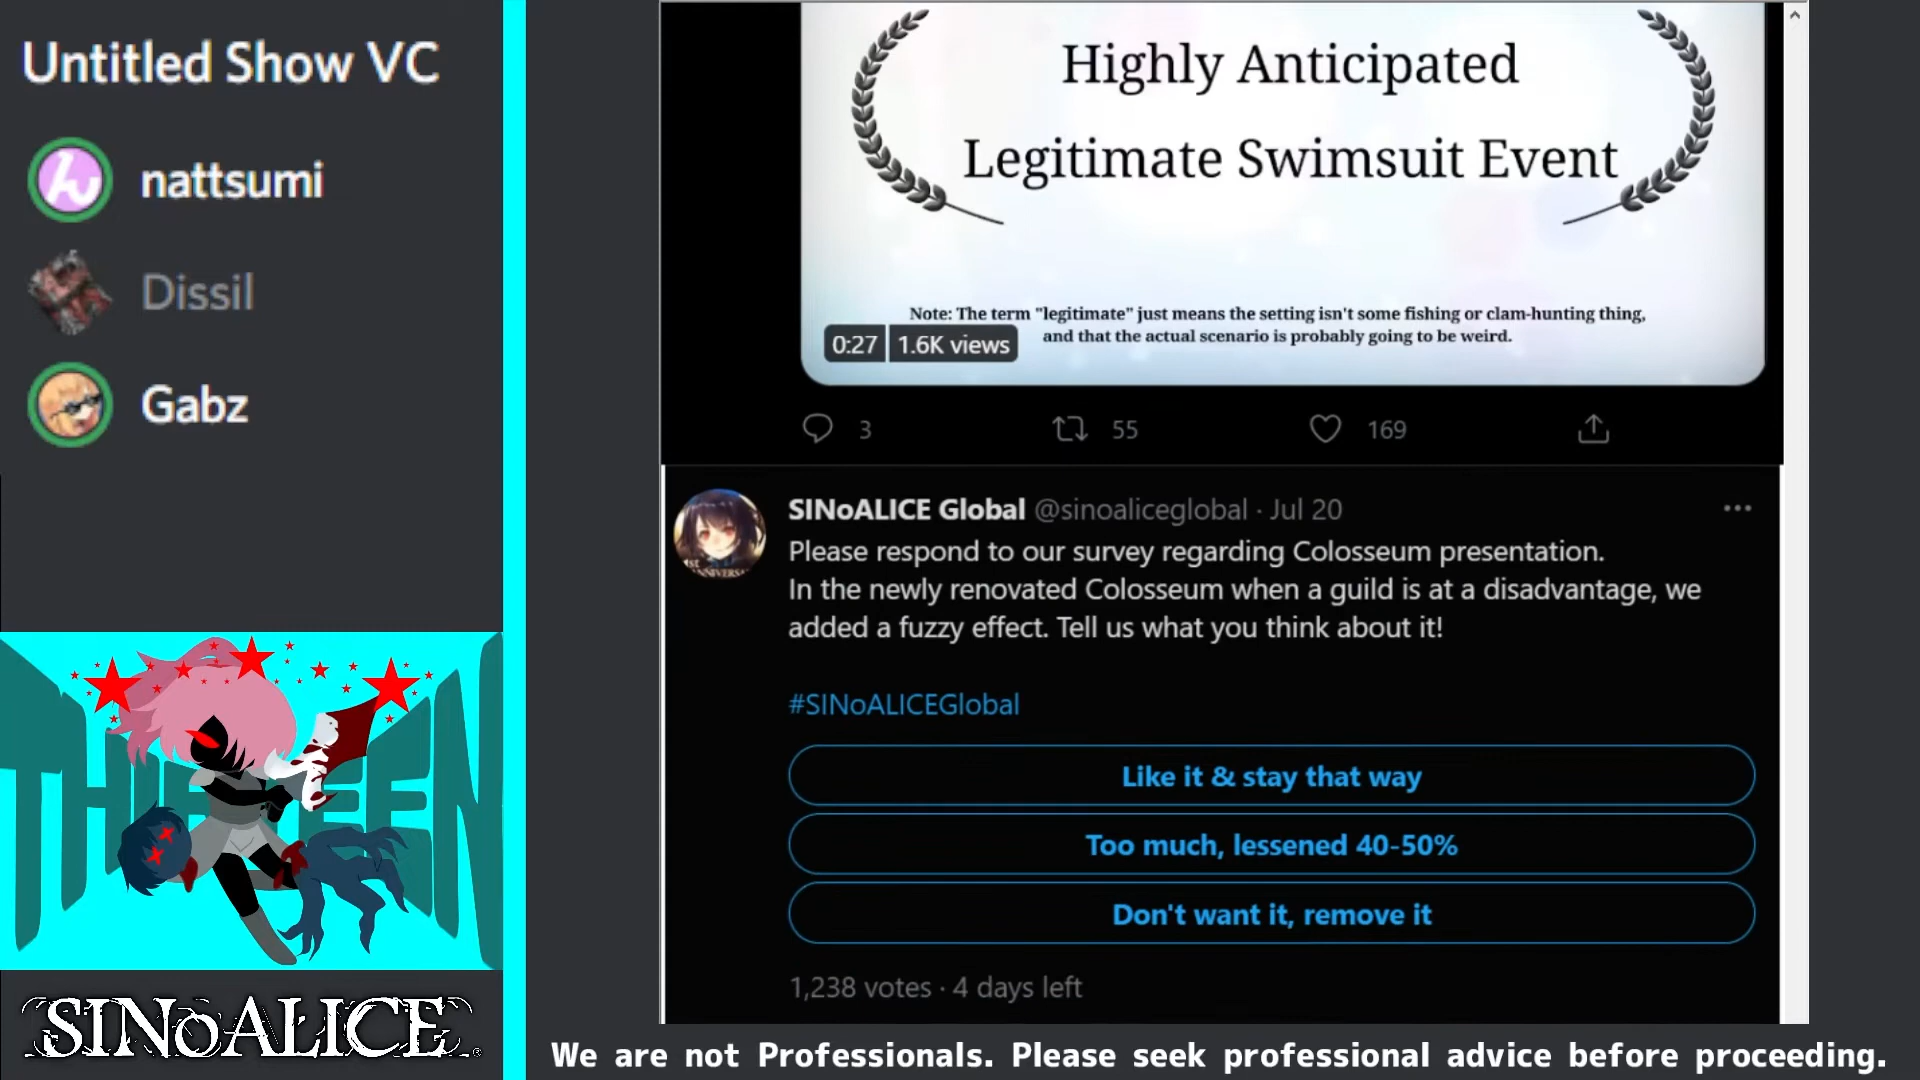 Untitled Show VC
nattsumi
Dissil
Gabz
THIRTEEN
SINoALICE
Highly Anticipated
Legitimate Swimsuit Event
Note: The term "legitimate" just means the setting isn't some fishing or clam-hunting thing,
and that the actual scenario is probably going to be weird.
0:27 1.6K views
3 55 169
SINoALICE Global @sinoaliceglobal · Jul 20
Please respond to our survey regarding Colosseum presentation.
In the newly renovated Colosseum when a guild is at a disadvantage, we
added a fuzzy effect. Tell us what you think about it!
#SINoALICEGlobal
Like it & stay that way
Too much, lessened 40-50%
Don't want it, remove it
1,238 votes · 4 days left
We are not Professionals. Please seek professional advice before proceeding.